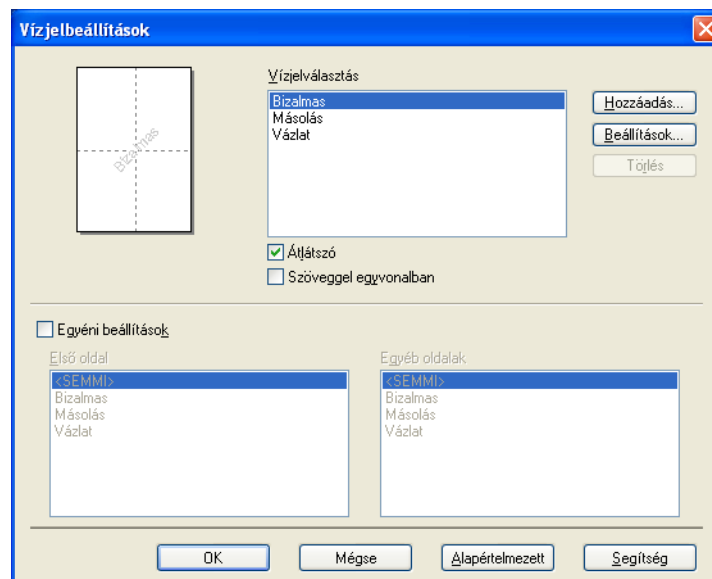 Vízjelbeállítások
Vízjelválasztás
Bizalmas
Másolás
Vázlat
Hozzáadás...
Beállítások...
Törlés
Bizalmas
Átlátszó
Szöveggel egyvonalban
Egyéni beállítások
Első oldal
<SEMMI>
Bizalmas
Másolás
Vázlat
Egyéb oldalak
<SEMMI>
Bizalmas
Másolás
Vázlat
OK
Mégse
Alapértelmezett
Segítség